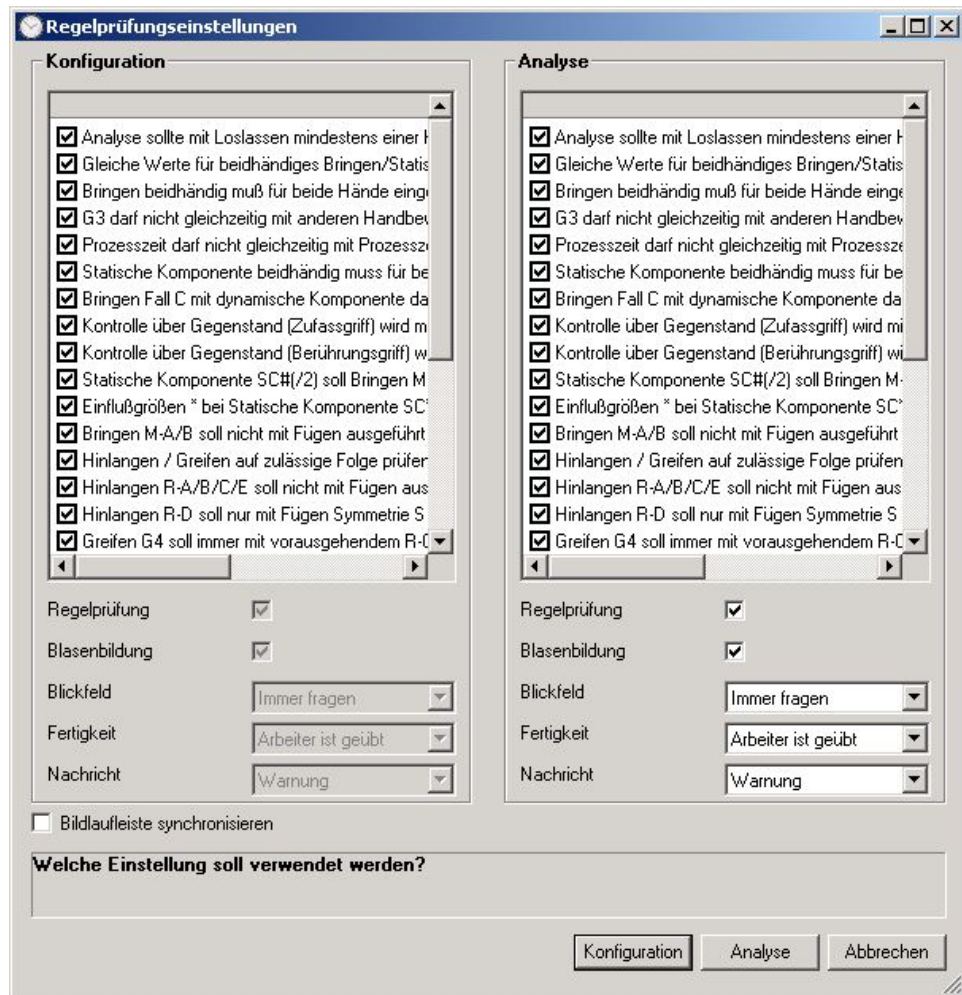 Regelprüfungseinstellungen
Konfiguration
Analyse sollte mit Loslassen mindestens einer
Gleiche Werte für beidhändiges Bringen/Statis
Bringen beidhändig muß für beide Hände einge
G3 darf nicht gleichzeitig mit anderen Handbew
Prozesszeit darf nicht gleichzeitig mit Prozessze
Statische Komponente beidhändig muss für be
Bringen Fall C mit dynamische Komponente da
Kontrolle über Gegenstand (Zufassgriff) wird m
Kontrolle über Gegenstand (Berührungsgriff) w
Statische Komponente SC#(/2) soll Bringen M
Einflußgrößen * bei Statische Komponente SC*
Bringen M-A/B soll nicht mit Fügen ausgeführt
Hinlangen / Greifen auf zulässige Folge prüfen
Hinlangen R-A/B/C/E soll nicht mit Fügen aus
Hinlangen R-D soll nur mit Fügen Symmetrie S
Greifen G4 soll immer mit vorausgehendem
Regelprüfung
Blasenbildung
Blickfeld Immer fragen
Fertigkeit Arbeiter ist geübt
Nachricht Warnung
Analyse
Analyse sollte mit Loslassen mindestens einer
Gleiche Werte für beidhändiges Bringen/Statis
Bringen beidhändig muß für beide Hände einge
G3 darf nicht gleichzeitig mit anderen Handbew
Prozesszeit darf nicht gleichzeitig mit Prozessze
Statische Komponente beidhändig muss für be
Bringen Fall C mit dynamische Komponente da
Kontrolle über Gegenstand (Zufassgriff) wird mi
Kontrolle über Gegenstand (Berührungsgriff) wi
Statische Komponente SC#(/2) soll Bringen M-
Einflußgrößen * bei Statische Komponente SC*
Bringen M-A/B soll nicht mit Fügen ausgeführt
Hinlangen / Greifen auf zulässige Folge prüfen
Hinlangen R-A/B/C/E soll nicht mit Fügen aus
Hinlangen R-D soll nur mit Fügen Symmetrie S
Greifen G4 soll immer mit vorausgehendem
Regelprüfung
Blasenbildung
Blickfeld Immer fragen
Fertigkeit Arbeiter ist geübt
Nachricht Warnung
Bildlaufleiste synchronisieren
Welche Einstellung soll verwendet werden?
Konfiguration Analyse Abbrechen